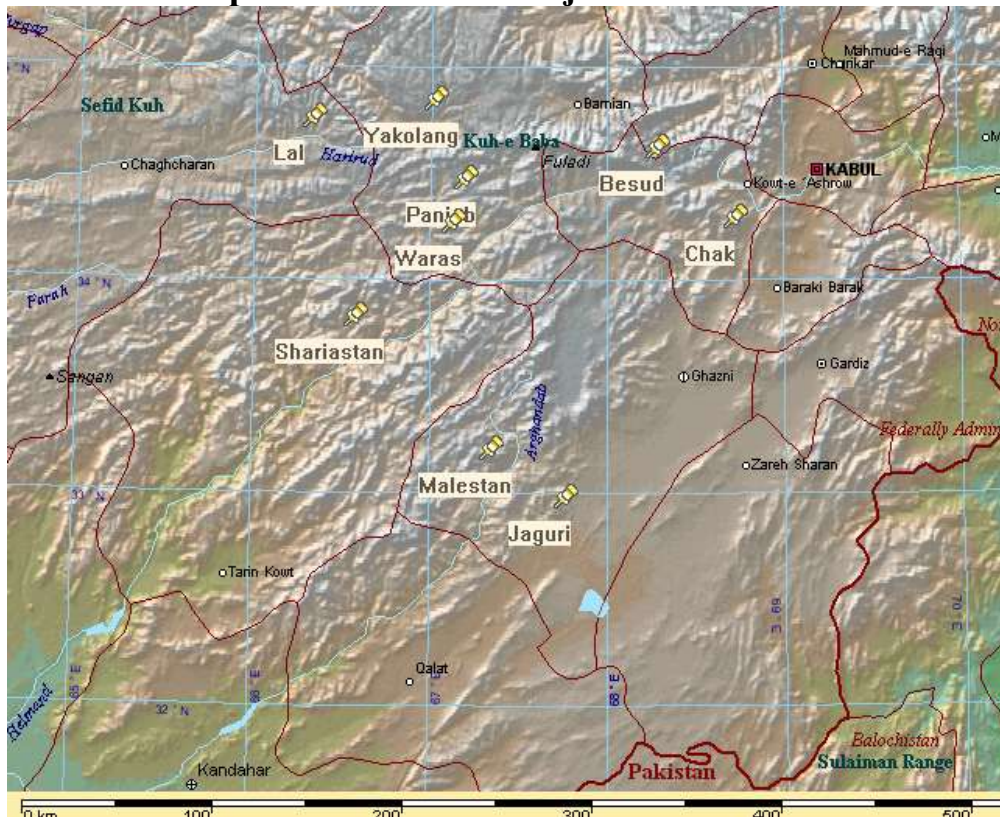 Sefid Kuh
Mahmud-e Raqi
Charikar
Bamian
Yakolang
Kuh-e Baba
Lal
Harirud
Chaghcharan
Fuladi
Besud
KABUL
Kowt-e 'Ashrow
Panjab
Waras
Chak
34 °N
Farah
Baraki Barak
Shariastan
Sangan
Ghazni
Gardiz
Arghandab
Federally Admin
Malestan
Zareh Sharan
33 °N
Jaguri
Tarin Kowt
69 °E
70 °E
Qalat
65 °E
66 °E
67 °E
68 °E
32 °N
Helmand
Balochistan
Sulaiman Range
Kandahar
Pakistan
0 km 100 200 300 400 500